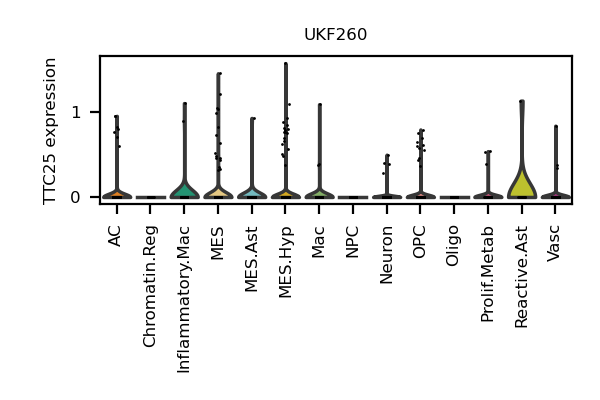 UKF260
TTC25 expression
1
0
AC
Chromatin.Reg
Inflammatory.Mac
MES
MES.Ast
MES.Hyp
Mac
NPC
Neuron
OPC
Oligo
Prolif.Metab
Reactive.Ast
Vasc